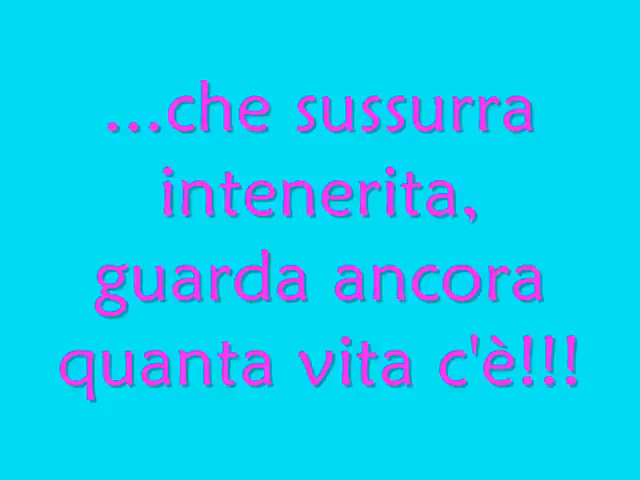 ...che sussurra
intenerita,
guarda ancora
quanta vita c'è!!!